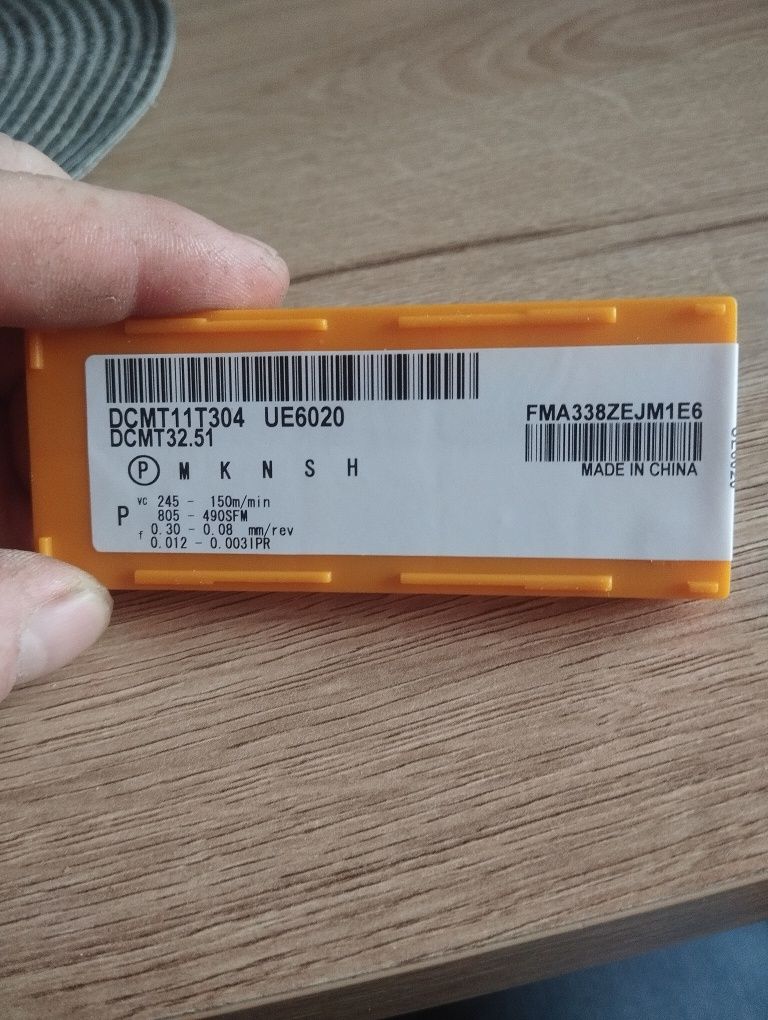 DCMT11T304 UE6020
DCMT32.51
P M K N S H
P vc 245 - 150m/min
805 - 490SFM
f 0.30 - 0.08 mm/rev
0.012 - 0.003IPR
FMA338ZEJM1E6
MADE IN CHINA